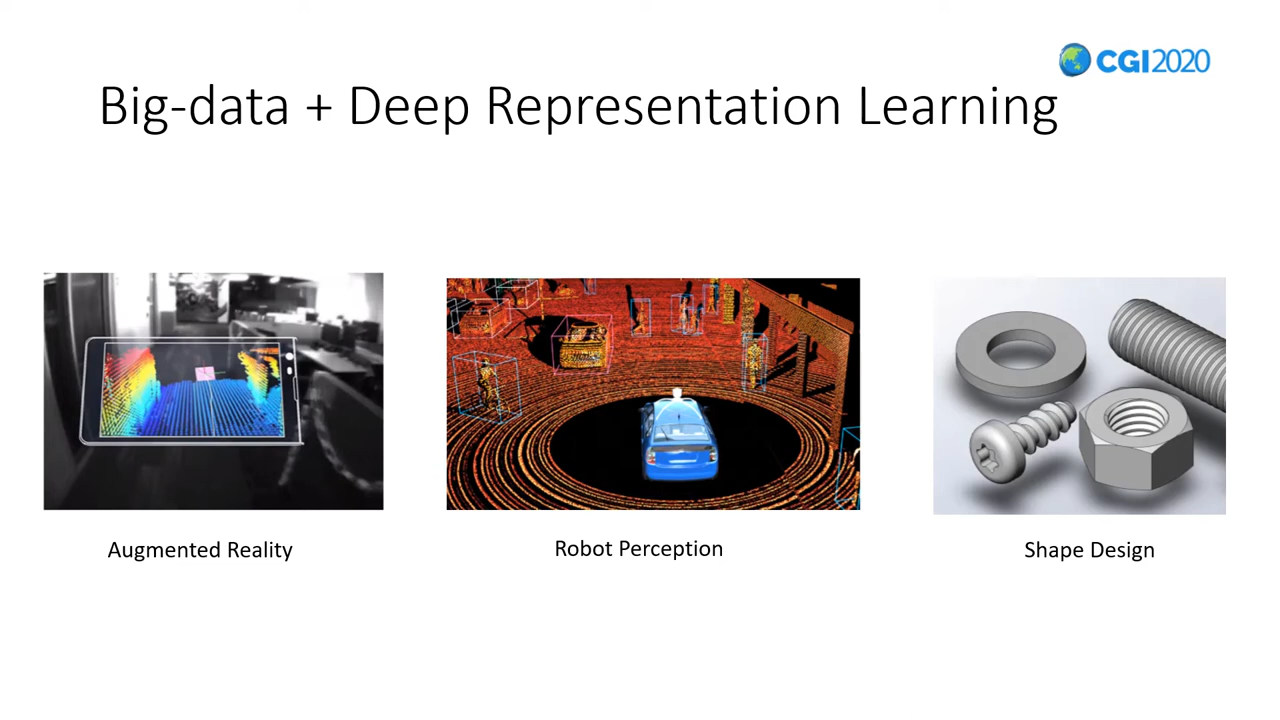 CGI2020
Big-data + Deep Representation Learning
Augmented Reality
Robot Perception
Shape Design